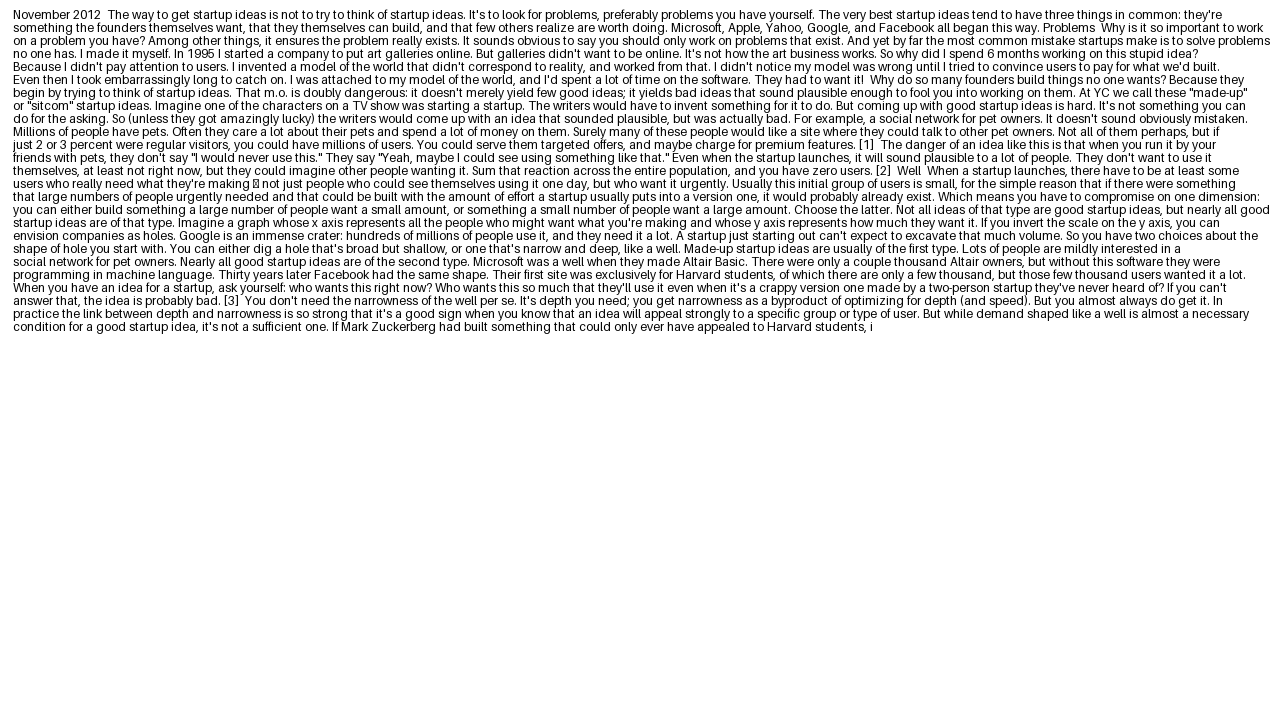 November 2012  The way to get startup ideas is not to try to think of startup ideas. It's to look for problems, preferably problems you have yourself. The very best startup ideas tend to have three things in common: they're
something the founders themselves want, that they themselves can build, and that few others realize are worth doing. Microsoft, Apple, Yahoo, Google, and Facebook all began this way. Problems  Why is it so important to work
on a problem you have? Among other things, it ensures the problem really exists. It sounds obvious to say you should only work on problems that exist. And yet by far the most common mistake startups make is to solve problems
no one has. I made it myself. In 1995 I started a company to put art galleries online. But galleries didn't want to be online. It's not how the art business works. So why did I spend 6 months working on this stupid idea?
Because I didn't pay attention to users. I invented a model of the world that didn't correspond to reality, and worked from that. I didn't notice my model was wrong until I tried to convince users to pay for what we'd built.
Even then I took embarrassingly long to catch on. I was attached to my model of the world, and I'd spent a lot of time on the software. They had to want it!  Why do so many founders build things no one wants? Because they
begin by trying to think of startup ideas. That m.o. is doubly dangerous: it doesn't merely yield few good ideas; it yields bad ideas that sound plausible enough to fool you into working on them. At YC we call these "made-up"
or "sitcom" startup ideas. Imagine one of the characters on a TV show was starting a startup. The writers would have to invent something for it to do. But coming up with good startup ideas is hard. It's not something you can
do for the asking. So (unless they got amazingly lucky) the writers would come up with an idea that sounded plausible, but was actually bad. For example, a social network for pet owners. It doesn't sound obviously mistaken.
Millions of people have pets. Often they care a lot about their pets and spend a lot of money on them. Surely many of these people would like a site where they could talk to other pet owners. Not all of them perhaps, but if
just 2 or 3 percent were regular visitors, you could have millions of users. You could serve them targeted offers, and maybe charge for premium features. [1]  The danger of an idea like this is that when you run it by your
friends with pets, they don't say "I would never use this." They say "Yeah, maybe I could see using something like that." Even when the startup launches, it will sound plausible to a lot of people. They don't want to use it
themselves, at least not right now, but they could imagine other people wanting it. Sum that reaction across the entire population, and you have zero users. [2]  Well  When a startup launches, there have to be at least some
users who really need what they're making not just people who could see themselves using it one day, but who want it urgently. Usually this initial group of users is small, for the simple reason that if there were something
that large numbers of people urgently needed and that could be built with the amount of effort a startup usually puts into a version one, it would probably already exist. Which means you have to compromise on one dimension:
you can either build something a large number of people want a small amount, or something a small number of people want a large amount. Choose the latter. Not all ideas of that type are good startup ideas, but nearly all good
startup ideas are of that type. Imagine a graph whose x axis represents all the people who might want what you're making and whose y axis represents how much they want it. If you invert the scale on the y axis, you can
envision companies as holes. Google is an immense crater: hundreds of millions of people use it, and they need it a lot. A startup just starting out can't expect to excavate that much volume. So you have two choices about the
shape of hole you start with. You can either dig a hole that's broad but shallow, or one that's narrow and deep, like a well. Made-up startup ideas are usually of the first type. Lots of people are mildly interested in a
social network for pet owners. Nearly all good startup ideas are of the second type. Microsoft was a well when they made Altair Basic. There were only a couple thousand Altair owners, but without this software they were
programming in machine language. Thirty years later Facebook had the same shape. Their first site was exclusively for Harvard students, of which there are only a few thousand, but those few thousand users wanted it a lot.
When you have an idea for a startup, ask yourself: who wants this right now? Who wants this so much that they'll use it even when it's a crappy version one made by a two-person startup they've never heard of? If you can't
answer that, the idea is probably bad. [3]  You don't need the narrowness of the well per se. It's depth you need; you get narrowness as a byproduct of optimizing for depth (and speed). But you almost always do get it. In
practice the link between depth and narrowness is so strong that it's a good sign when you know that an idea will appeal strongly to a specific group or type of user. But while demand shaped like a well is almost a necessary
condition for a good startup idea, it's not a sufficient one. If Mark Zuckerberg had built something that could only ever have appealed to Harvard students, i